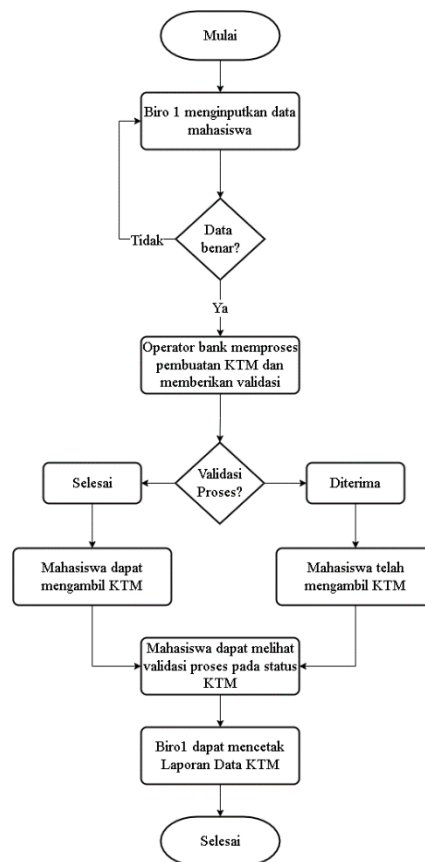 Mulai
Biro 1 menginputkan data
mahasiswa
Data
benar?
Tidak
Ya
Operator bank memproses
pembuatan KTM dan
memberikan validasi
Validasi
Proses?
Selesai
Diterima
Mahasiswa dapat
mengambil KTM
Mahasiswa telah
mengambil KTM
Mahasiswa dapat melihat
validasi proses pada status
KTM
Biro1 dapat mencetak
Laporan Data KTM
Selesai